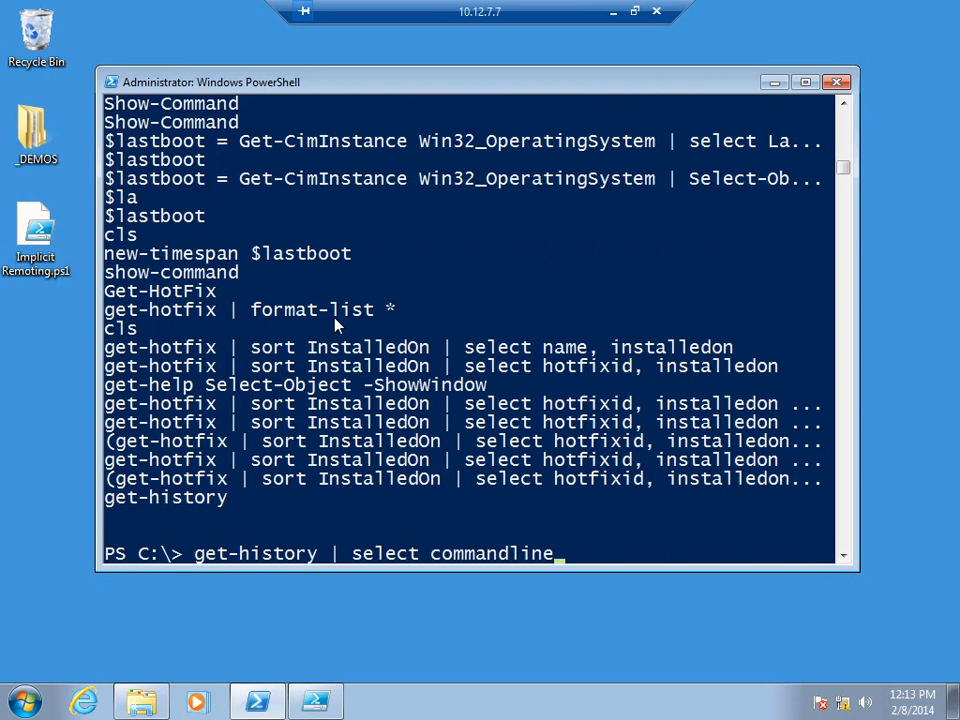 10.12.7.7
Recycle Bin
_DEMOS
Implicit
Remoting.ps1
Administrator: Windows PowerShell
Show-Command
Show-Command
$lastboot = Get-CimInstance Win32_OperatingSystem | select La...
$lastboot
$lastboot = Get-CimInstance Win32_OperatingSystem | Select-Ob...
$la
$lastboot
cls
new-timespan $lastboot
show-command
Get-HotFix
get-hotfix | format-list *
cls
get-hotfix | sort InstalledOn | select name, installedon
get-hotfix | sort InstalledOn | select hotfixid, installedon
get-help Select-Object -ShowWindow
get-hotfix | sort InstalledOn | select hotfixid, installedon ...
get-hotfix | sort InstalledOn | select hotfixid, installedon ...
(get-hotfix | sort InstalledOn | select hotfixid, installedon...
get-hotfix | sort InstalledOn | select hotfixid, installedon ...
(get-hotfix | sort InstalledOn | select hotfixid, installedon...
get-history
PS C:\> get-history | select commandline
12:13 PM
2/8/2014